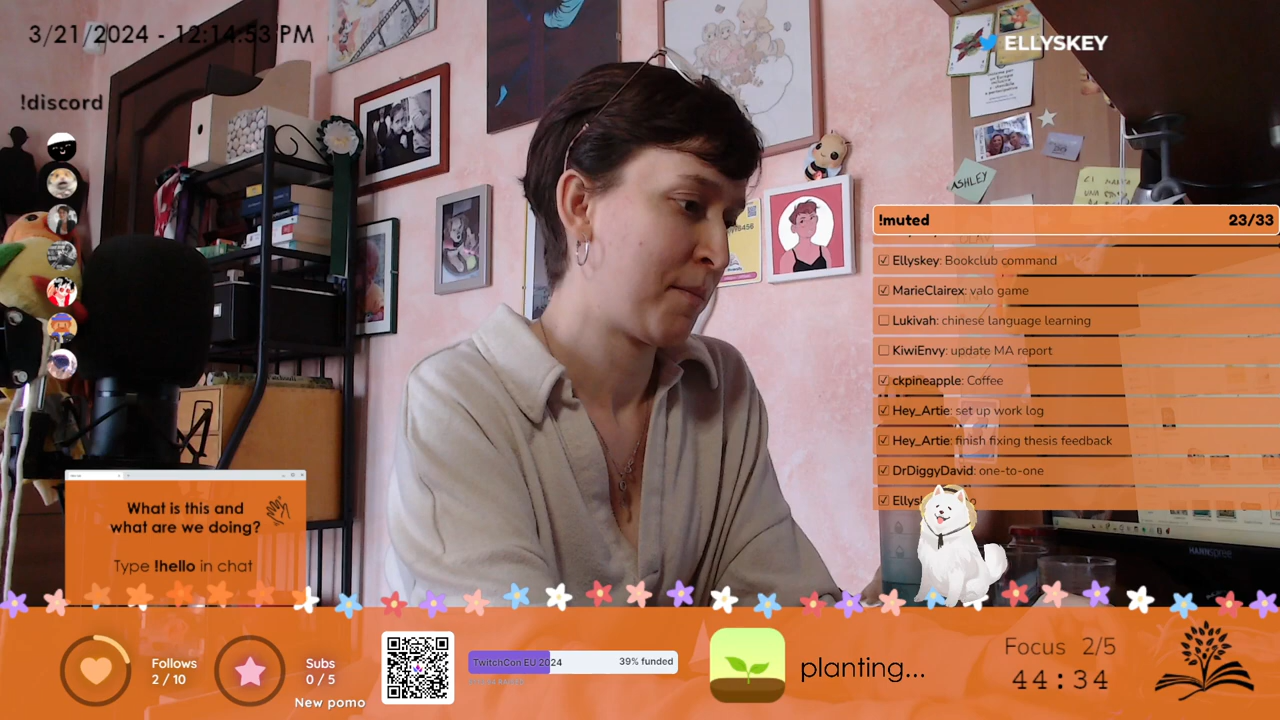 3/21/2024 - 12:14:53 PM
ELLYSKEY
!discord
ASHLEY
!muted 23/33
Ellyskey: Bookclub command
MarieClairex: valo game
Lukivah: chinese language learning
KiwiEnvy: update MA report
ckpineapple: Coffee
Hey_Artie: set up work log
Hey_Artie: finish fixing thesis feedback
DrDiggyDavid: one-to-one
HANNspree
What is this and
what are we doing?
Type !hello in chat
Follows
2 / 10
Subs
0 / 5
New pomo
TwitchCon EU 2024 39% funded
planting...
Focus 2/5
44:34